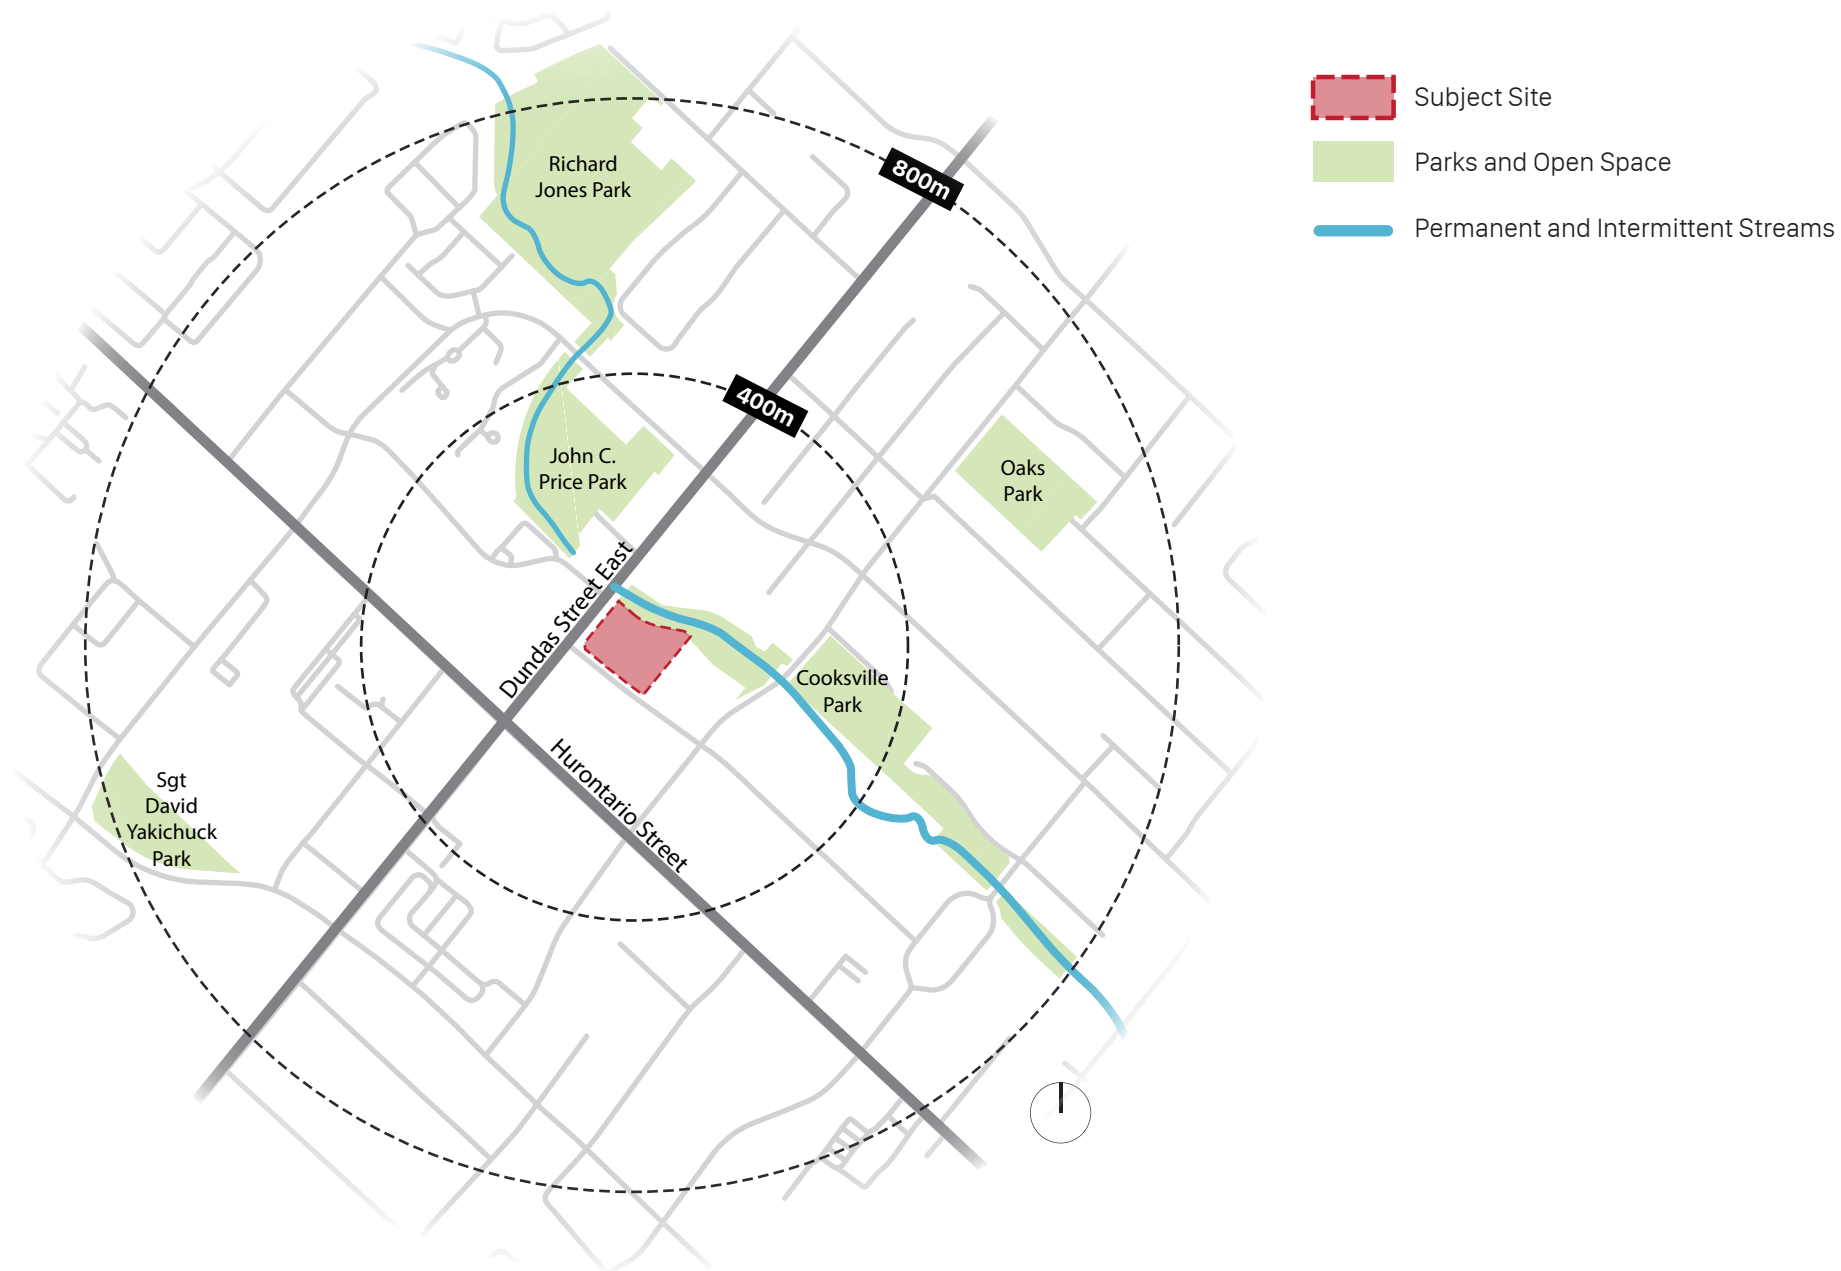 Subject Site
Parks and Open Space
Permanent and Intermittent Streams
Richard
Jones Park
800m
400m
John C.
Price Park
Oaks
Park
Dundas Street East
Cooksville
Park
Hurontario Street
Sgt
David
Yakichuck
Park